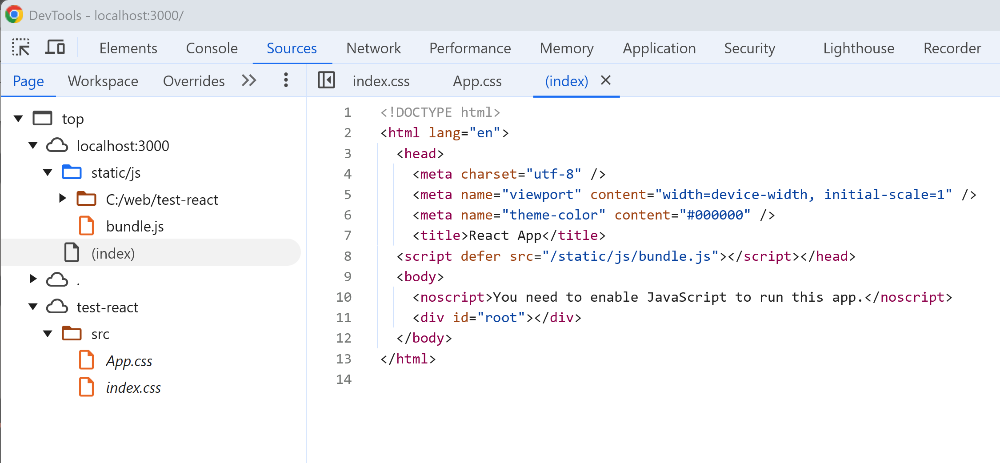 DevTools - localhost:3000/
Elements Console Sources Network Performance Memory Application Security Lighthouse Recorder
Page Workspace Overrides
index.css App.css (index)
top
localhost:3000
static/js
C:/web/test-react
bundle.js
(index)
.
test-react
src
App.css
index.css
1 <!DOCTYPE html>
2 <html lang="en">
3 <head>
4 <meta charset="utf-8" />
5 <meta name="viewport" content="width=device-width, initial-scale=1" />
6 <meta name="theme-color" content="#000000" />
7 <title>React App</title>
8 <script defer src="/static/js/bundle.js"></script></head>
9 <body>
10 <noscript>You need to enable JavaScript to run this app.</noscript>
11 <div id="root"></div>
12 </body>
13 </html>
14